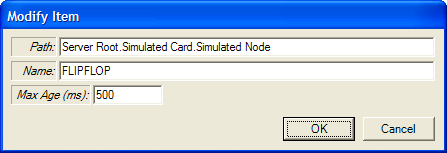 Modify Item
Path: Server Root.Simulated Card.Simulated Node
Name: FLIPFLOP
Max Age (ms): 500
OK Cancel